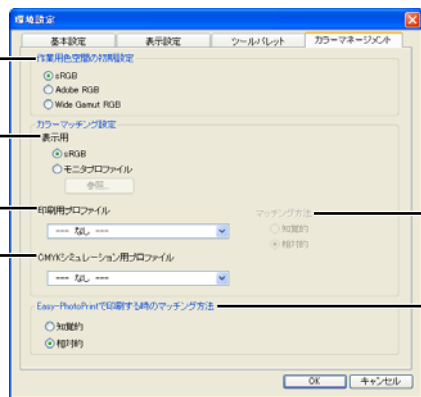 環境設定
基本設定 表示設定 ツールパレット カラーマネージメント
作業用色空間の初期設定
sRGB
Adobe RGB
Wide Gamut RGB
カラーマッチング設定
表示用
sRGB
モニタプロファイル
参照...
印刷用プロファイル
--- なし ---
マッチング方法
知覚的
相対的
CMYKシミュレーション用プロファイル
--- なし ---
Easy-PhotoPrintで印刷する時のマッチング方法
知覚的
相対的
OK キャンセル